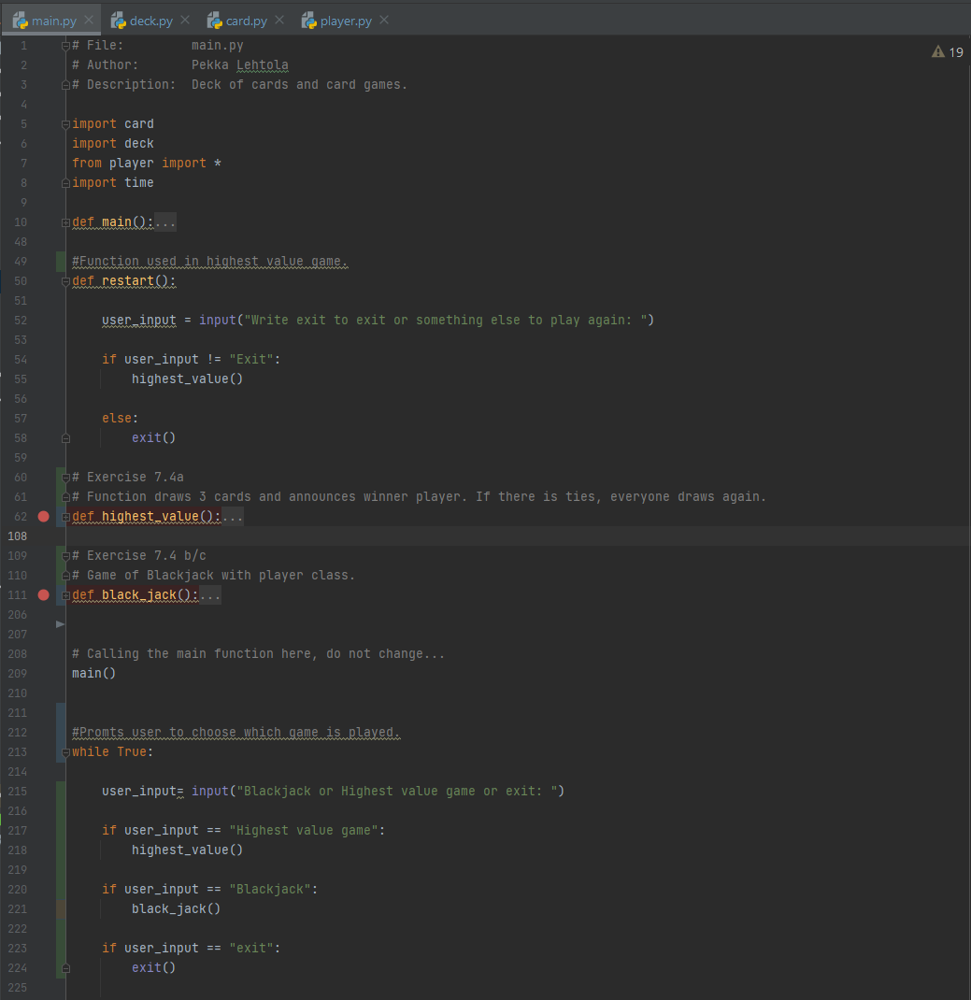 main.py deck.py card.py player.py
19
1 # File: main.py
2 # Author: Pekka Lehtola
3 # Description: Deck of cards and card games.
4
5 import card
6 import deck
7 from player import *
8 import time
9
10 def main():...
48
49 #Function used in highest value game.
50 def restart():
51
52 user_input = input("Write exit to exit or something else to play again: ")
53
54 if user_input != "Exit":
55 highest_value()
56
57 else:
58 exit()
59
60 # Exercise 7.4a
61 # Function draws 3 cards and announces winner player. If there is ties, everyone draws again.
62 def highest_value():...
108
109 # Exercise 7.4 b/c
110 # Game of Blackjack with player class.
111 def black_jack():...
206
207
208 # Calling the main function here, do not change...
209 main()
210
211
212 #Promts user to choose which game is played.
213 while True:
214
215 user_input= input("Blackjack or Highest value game or exit: ")
216
217 if user_input == "Highest value game":
218 highest_value()
219
220 if user_input == "Blackjack":
221 black_jack()
222
223 if user_input == "exit":
224 exit()
225